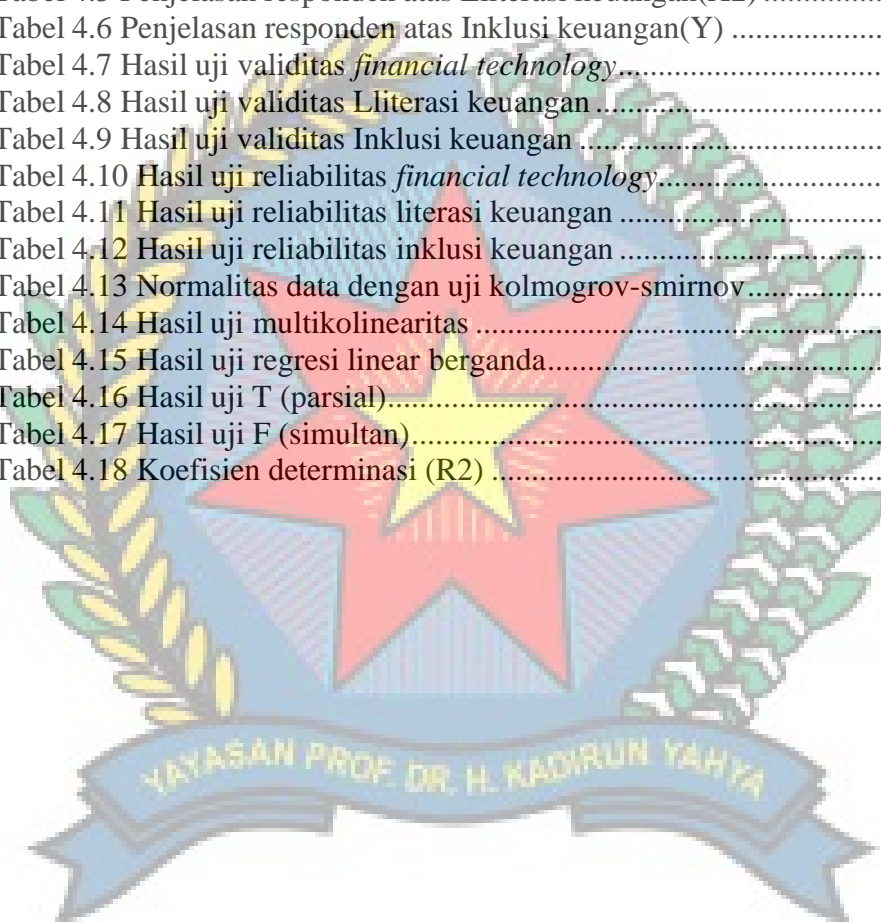 Tabel 4.6 Penjelasan responden atas Inklusi keuangan(Y) ..................
Tabel 4.7 Hasil uji validitas financial technology................................
Tabel 4.8 Hasil uji validitas Lliterasi keuangan ...................................
Tabel 4.9 Hasil uji validitas Inklusi keuangan .....................................
Tabel 4.10 Hasil uji reliabilitas financial technology...........................
Tabel 4.11 Hasil uji reliabilitas literasi keuangan ................................
Tabel 4.12 Hasil uji reliabilitas inklusi keuangan ................................
Tabel 4.13 Normalitas data dengan uji kolmogrov-smirnov................
Tabel 4.14 Hasil uji multikolinearitas ..................................................
Tabel 4.15 Hasil uji regresi linear berganda.........................................
Tabel 4.16 Hasil uji T (parsial).............................................................
Tabel 4.17 Hasil uji F (simultan)..........................................................
Tabel 4.18 Koefisien determinasi (R2) ................................................
YAYASAN PROF. DR. H. KADIRUN YAHYA